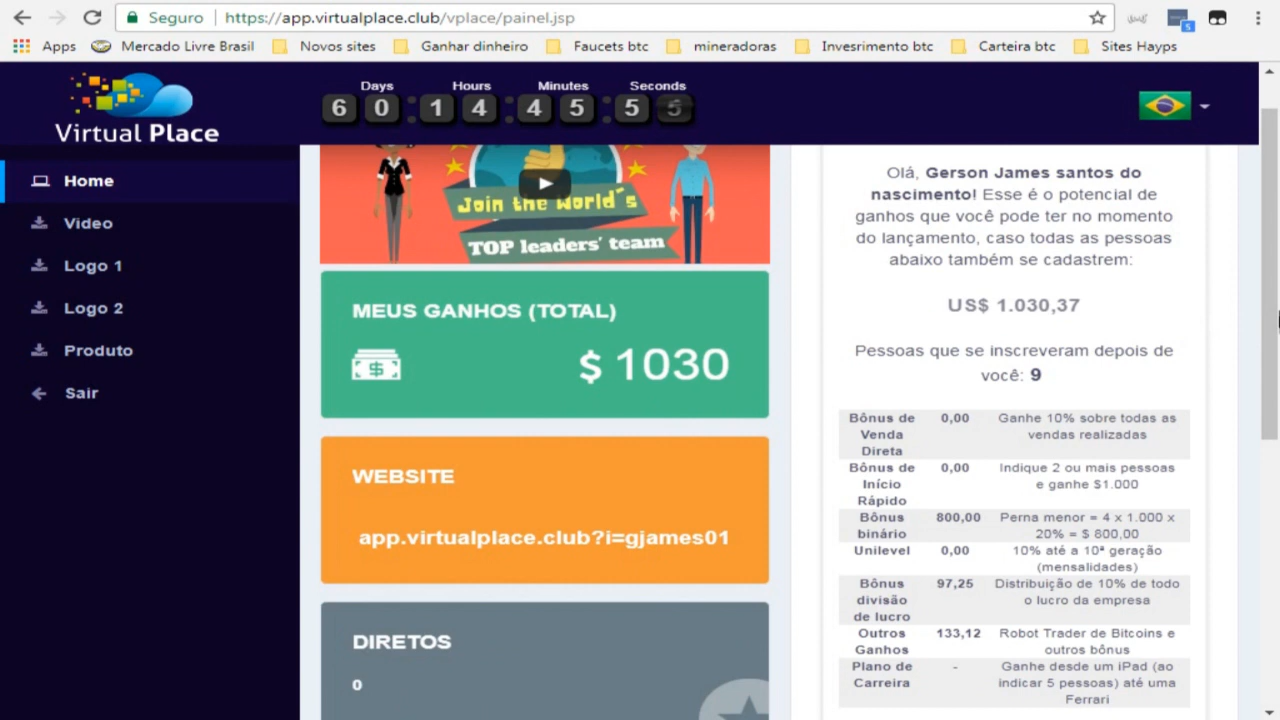 Seguro
https://app.virtualplace.club/vplace/painel.jsp
5
Apps
Mercado Livre Brasil
Novos sites
Ganhar dinheiro
Faucets btc
mineradoras
Invesrimento btc
Carteira btc
Sites Hayps
Virtual Place
Days Hours Minutes Seconds
60 : 14 : 45 : 55
Home
Video
Logo 1
Logo 2
Produto
Sair
Join the World´s
TOP leaders´ team
MEUS GANHOS (TOTAL)
$
$ 1030
WEBSITE
app.virtualplace.club?i=gjames01
DIRETOS
0
Olá, Gerson James santos do
nascimento! Esse é o potencial de
ganhos que você pode ter no momento
do lançamento, caso todas as pessoas
abaixo também se cadastrem:
US$ 1.030,37
Pessoas que se inscreveram depois de
você: 9
Bônus de 0,00 Ganhe 10% sobre todas as
Venda vendas realizadas
Direta
Bônus de 0,00 Indique 2 ou mais pessoas
Início e ganhe $1.000
Rápido
Bônus 800,00 Perna menor = 4 x 1.000 x
binário 20% = $ 800,00
Unilevel 0,00 10% até a 10ª geração
(mensalidades)
Bônus 97,25 Distribuição de 10% de todo
divisão o lucro da empresa
de lucro
Outros 133,12 Robot Trader de Bitcoins e
Ganhos outros bônus
Plano de - Ganhe desde um iPad (ao
Carreira indicar 5 pessoas) até uma
Ferrari